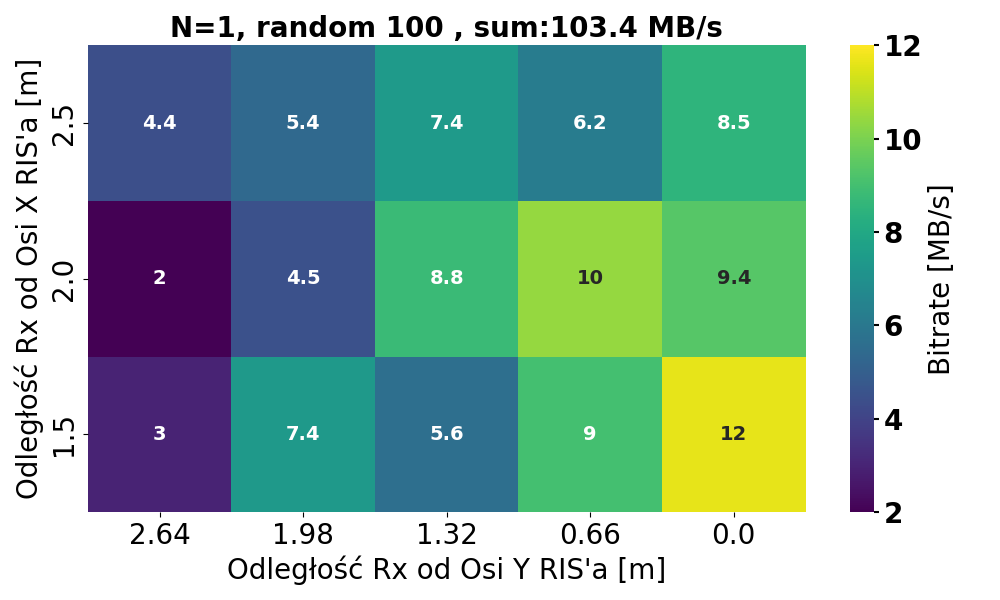 N=1, random 100 , sum:103.4 MB/s
Odległość Rx od Osi X RIS'a [m]
2.5
4.4 5.4 7.4 6.2 8.5
2.0
2 4.5 8.8 10 9.4
1.5
3 7.4 5.6 9 12
2.64 1.98 1.32 0.66 0.0
Odległość Rx od Osi Y RIS'a [m]
12
10
8
6
4
2
Bitrate [MB/s]